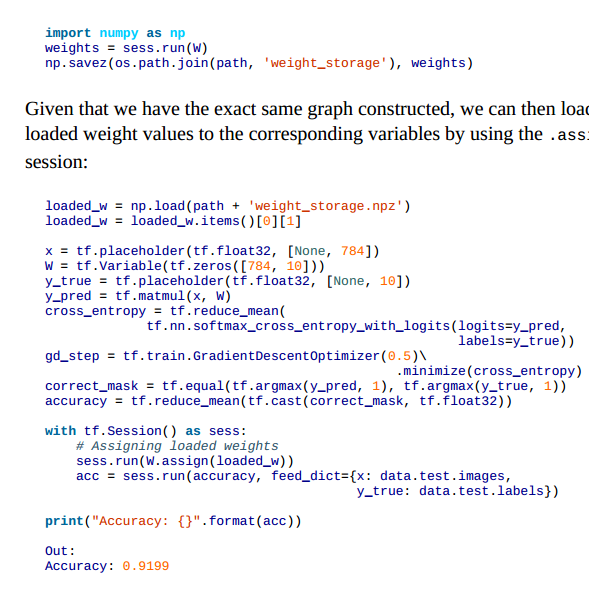 import numpy as np
weights = sess.run(W)
np.savez(os.path.join(path, 'weight_storage'), weights)
Given that we have the exact same graph constructed, we can then
loaded weight values to the corresponding variables by using the
session:
loaded_w = np.load(path + 'weight_storage.npz')
loaded_w = loaded_w.items()[0][1]
x = tf.placeholder(tf.float32, [None, 784])
W = tf.Variable(tf.zeros([784, 10]))
y_true = tf.placeholder(tf.float32, [None, 10])
y_pred = tf.matmul(x, W)
cross_entropy = tf.reduce_mean(
tf.nn.softmax_cross_entropy_with_logits(logits=y_pred,
labels=y_true))
gd_step = tf.train.GradientDescentOptimizer(0.5)\
.minimize(cross_entropy)
correct_mask = tf.equal(tf.argmax(y_pred, 1), tf.argmax(y_true, 1))
accuracy = tf.reduce_mean(tf.cast(correct_mask, tf.float32))
with tf.Session() as sess:
# Assigning loaded weights
sess.run(W.assign(loaded_w))
acc = sess.run(accuracy, feed_dict={x: data.test.images,
y_true: data.test.labels})
print("Accuracy: {}".format(acc))
Out:
Accuracy: 0.9199